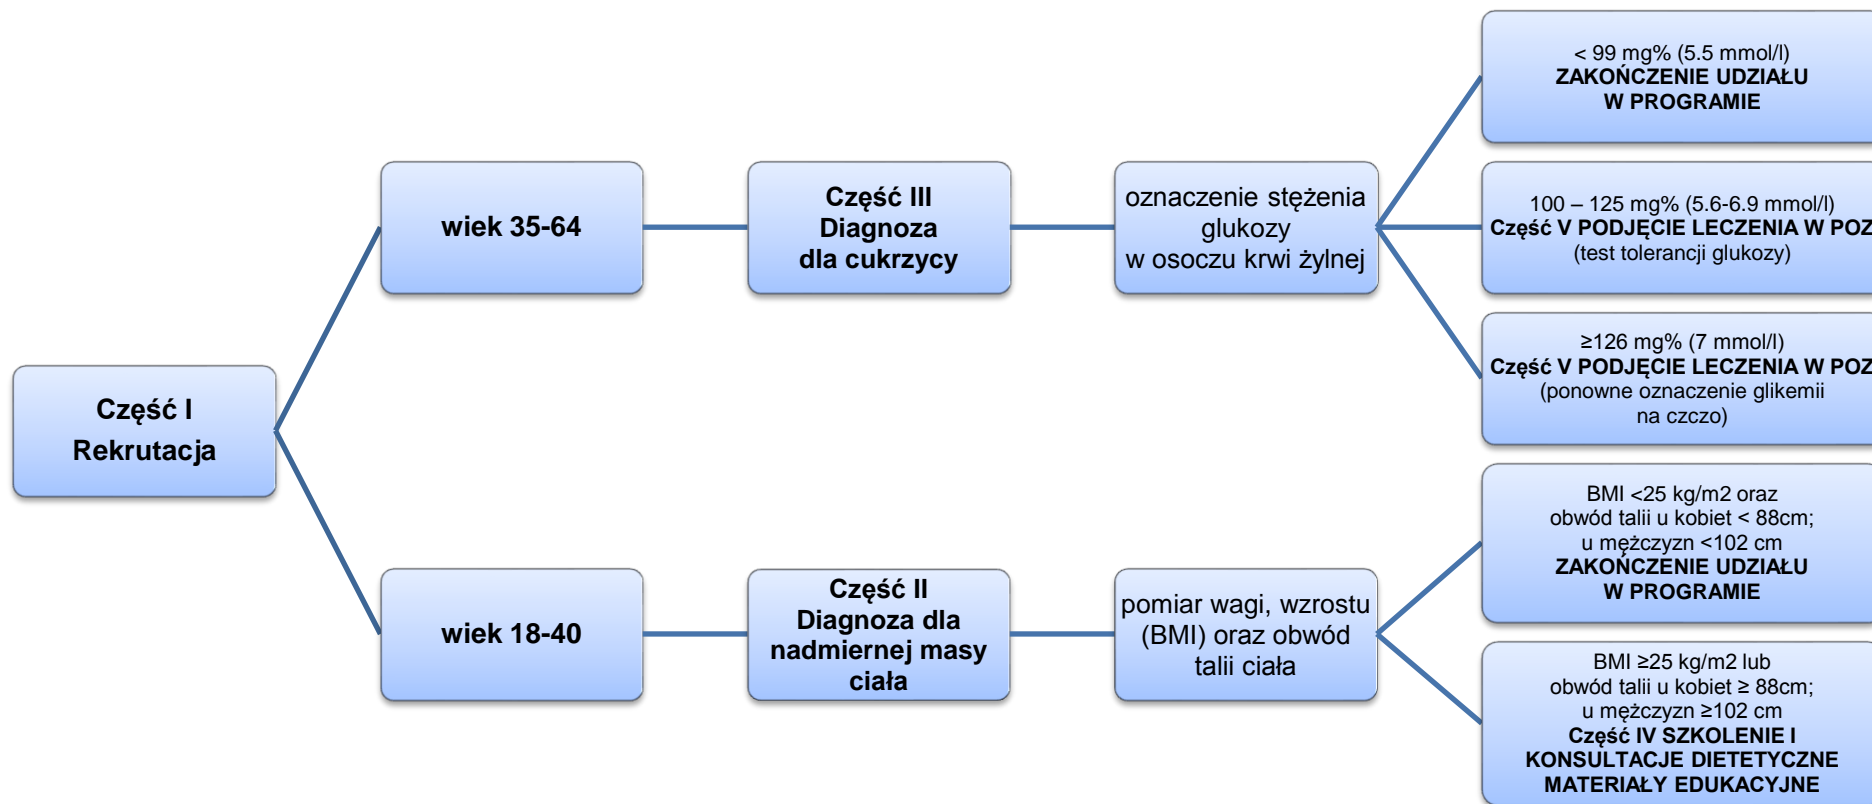 Część I
Rekrutacja
wiek 35-64
Część III
Diagnoza
dla cukrzycy
oznaczenie stężenia
glukozy
w osoczu krwi żylnej
< 99 mg% (5.5 mmol/l)
ZAKOŃCZENIE UDZIAŁU
W PROGRAMIE
100 – 125 mg% (5.6-6.9 mmol/l)
Część V PODJĘCIE LECZENIA W POZ
(test tolerancji glukozy)
≥126 mg% (7 mmol/l)
Część V PODJĘCIE LECZENIA W POZ
(ponowne oznaczenie glikemii
na czczo)
wiek 18-40
Część II
Diagnoza dla
nadmiernej masy
ciała
pomiar wagi, wzrostu
(BMI) oraz obwód
talii ciała
BMI <25 kg/m2 oraz
obwód talii u kobiet < 88cm;
u mężczyzn <102 cm
ZAKOŃCZENIE UDZIAŁU
W PROGRAMIE
BMI ≥25 kg/m2 lub
obwód talii u kobiet ≥ 88cm;
u mężczyzn ≥102 cm
Część IV SZKOLENIE I
KONSULTACJE DIETETYCZNE
MATERIAŁY EDUKACYJNE